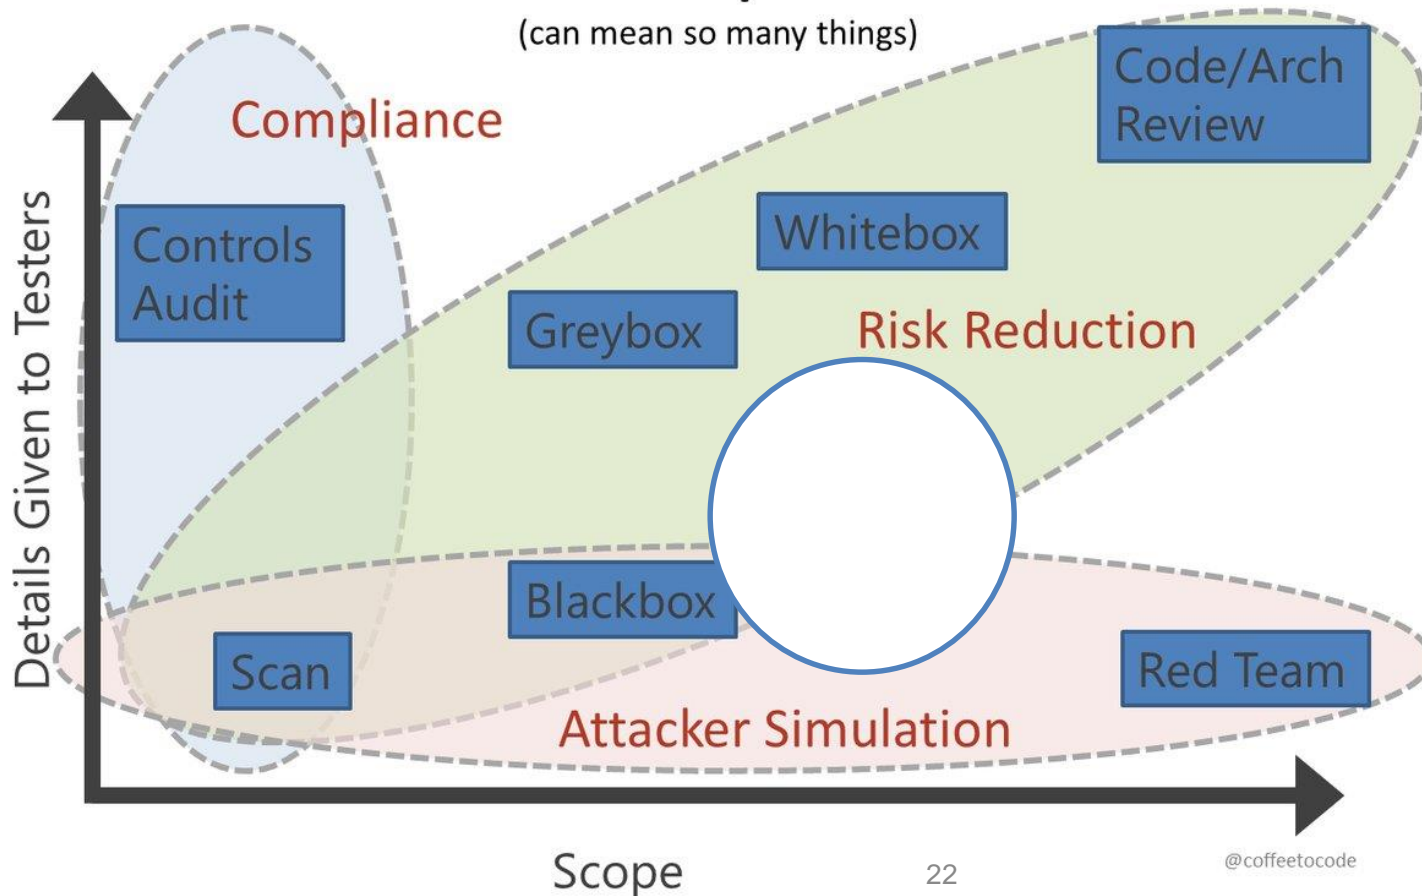 (can mean so many things)
Code/Arch
Review
Compliance
Whitebox
Controls
Audit
Greybox
Risk Reduction
Details Given to Testers
Blackbox
Scan
Red Team
Attacker Simulation
Scope
22
@coffeetocode